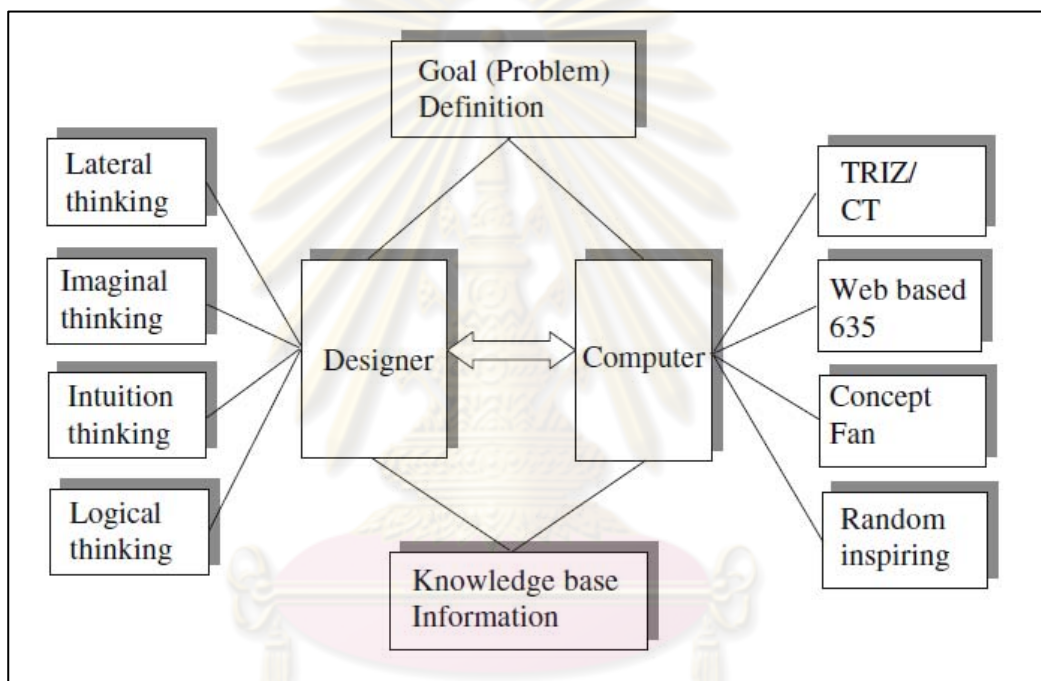 Goal (Problem)
Definition
Lateral
thinking
Imaginal
thinking
Intuition
thinking
Logical
thinking
Designer
Computer
TRIZ/
CT
Web based
635
Concept
Fan
Random
inspiring
Knowledge base
Information